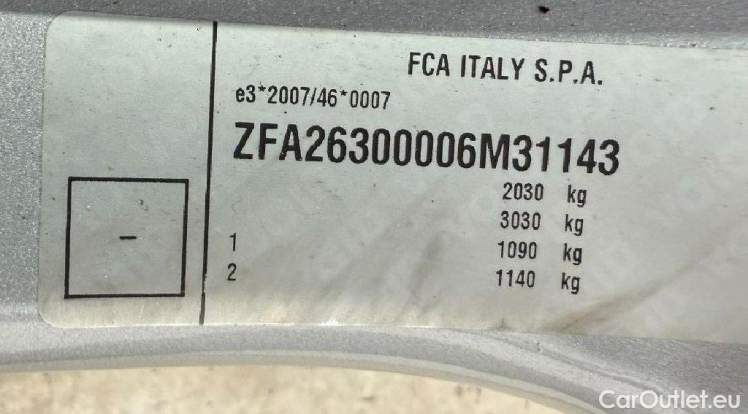 FCA ITALY S.P.A.
e3*2007/46*0007
ZFA26300006M31143
2030 kg
3030 kg
1 1090 kg
2 1140 kg
-
CarOutlet.eu